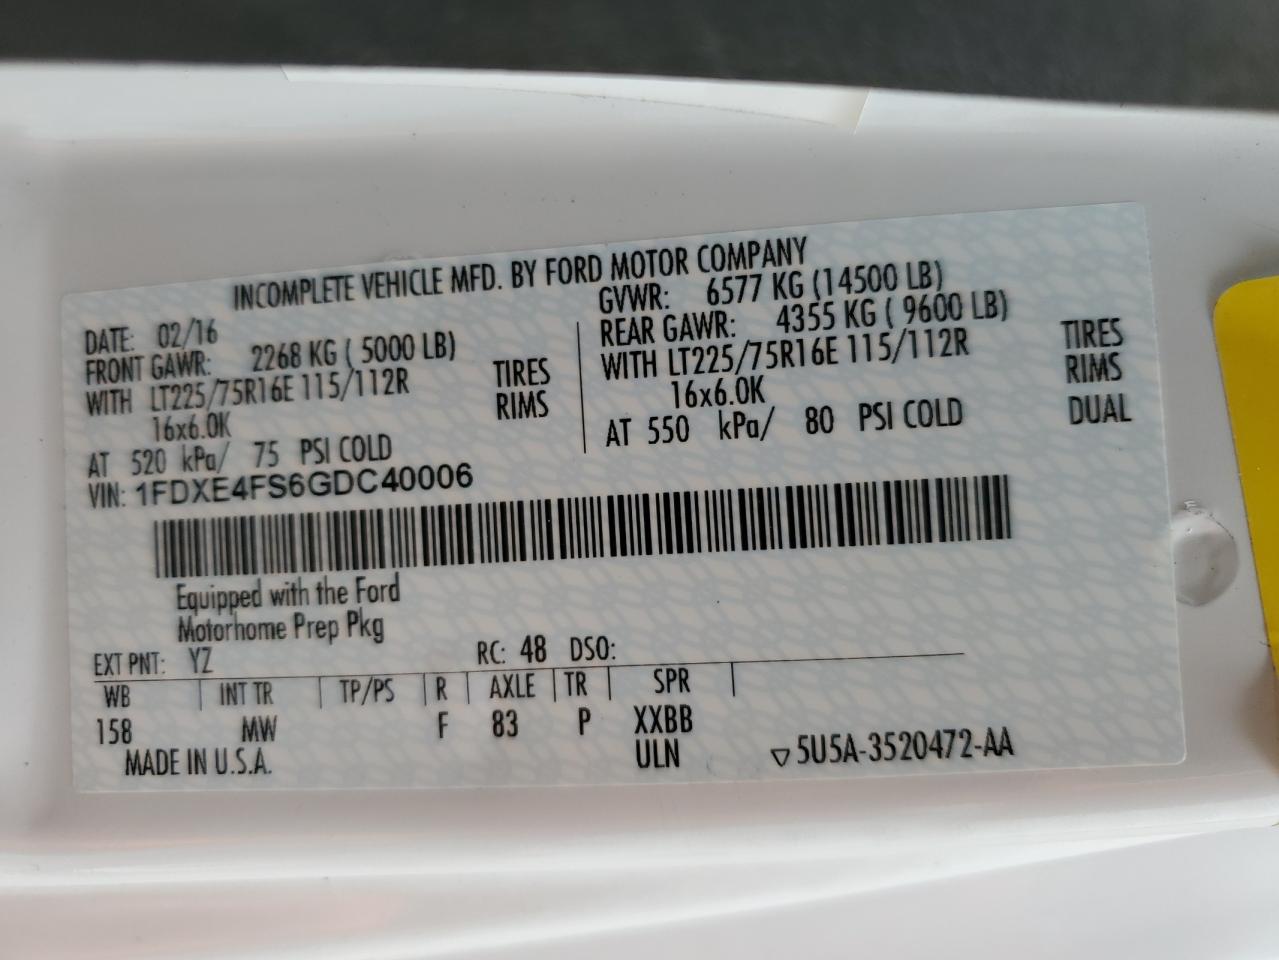 INCOMPLETE VEHICLE MFD. BY FORD MOTOR COMPANY
DATE: 02/16
FRONT GAWR: 2268 KG ( 5000 LB)
WITH LT225/75R16E 115/112R TIRES
16x6.0K RIMS
AT 520 kPa/ 75 PSI COLD
GVWR: 6577 KG (14500 LB)
REAR GAWR: 4355 KG ( 9600 LB)
WITH LT225/75R16E 115/112R TIRES
16x6.0K RIMS
AT 550 kPa/ 80 PSI COLD DUAL
VIN: 1FDXE4FS6GDC40006
Equipped with the Ford
Motorhome Prep Pkg
EXT PNT: YZ RC: 48 DSO:
WB INT TR TP/PS R AXLE TR SPR
158 MW F 83 P XXBB
MADE IN U.S.A. ULN ▽5U5A-3520472-AA